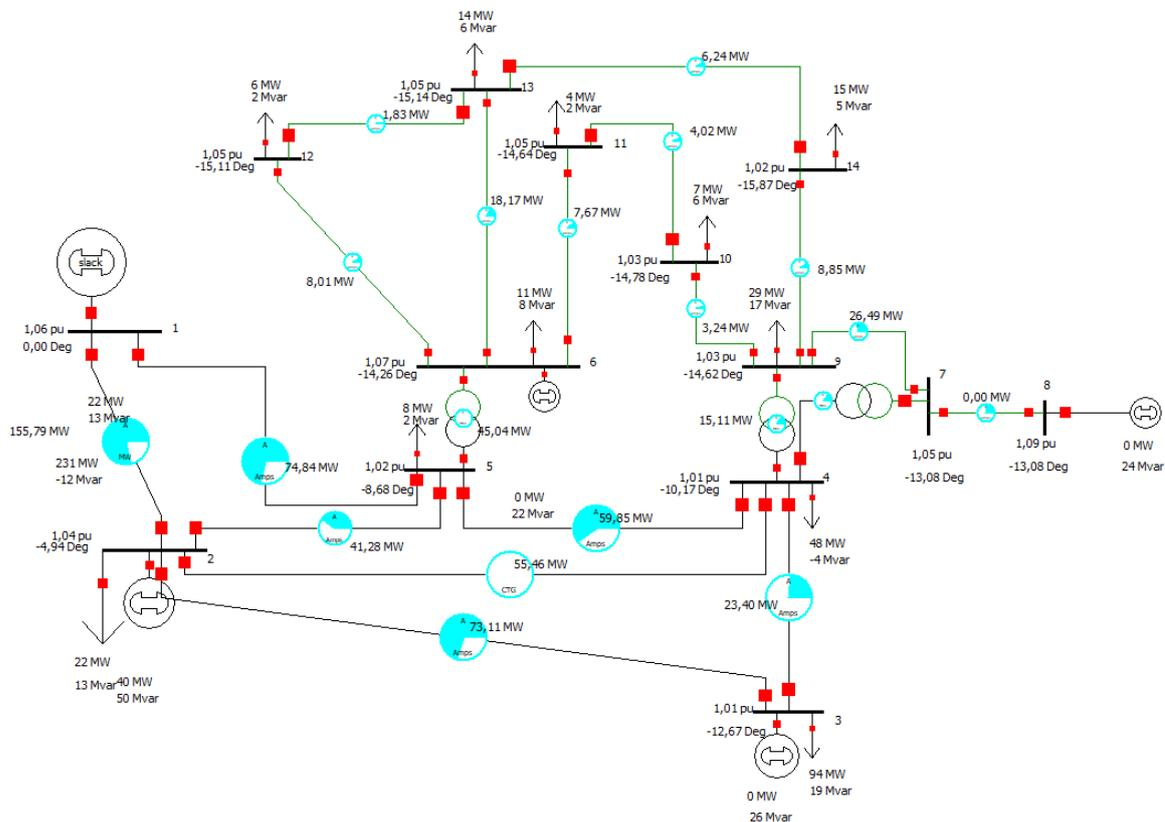 14 MW
6 Mvar
6,24 MW
1,05 pu
-15,14 Deg
13
6 MW
2 Mvar
1,83 MW
4 MW
2 Mvar
15 MW
5 Mvar
1,05 pu
-15,11 Deg
12
1,05 pu
-14,64 Deg
11
4,02 MW
1,02 pu
-15,87 Deg
14
18,17 MW
7,67 MW
7 MW
6 Mvar
1,03 pu
-14,78 Deg
10
8,01 MW
8,85 MW
slack
11 MW
8 Mvar
29 MW
17 Mvar
3,24 MW
26,49 MW
1,06 pu
0,00 Deg
1
1,07 pu
-14,26 Deg
6
1,03 pu
-14,62 Deg
9
7
8
0,00 MW
22 MW
13 Mvar
155,79 MW
A
MW
231 MW
-12 Mvar
8 MW
2 Mvar
45,04 MW
15,11 MW
0 MW
24 Mvar
1,05 pu
-13,08 Deg
1,09 pu
-13,08 Deg
A
Amps
74,84 MW
1,02 pu
-8,68 Deg
5
1,01 pu
-10,17 Deg
4
0 MW
22 Mvar
A
Amps
59,85 MW
A
Amps
41,28 MW
1,04 pu
-4,94 Deg
2
48 MW
-4 Mvar
55,46 MW
CTG
23,40 MW
A
Amps
A
Amps
73,11 MW
22 MW
13 Mvar
40 MW
50 Mvar
1,01 pu
-12,67 Deg
3
94 MW
19 Mvar
0 MW
26 Mvar